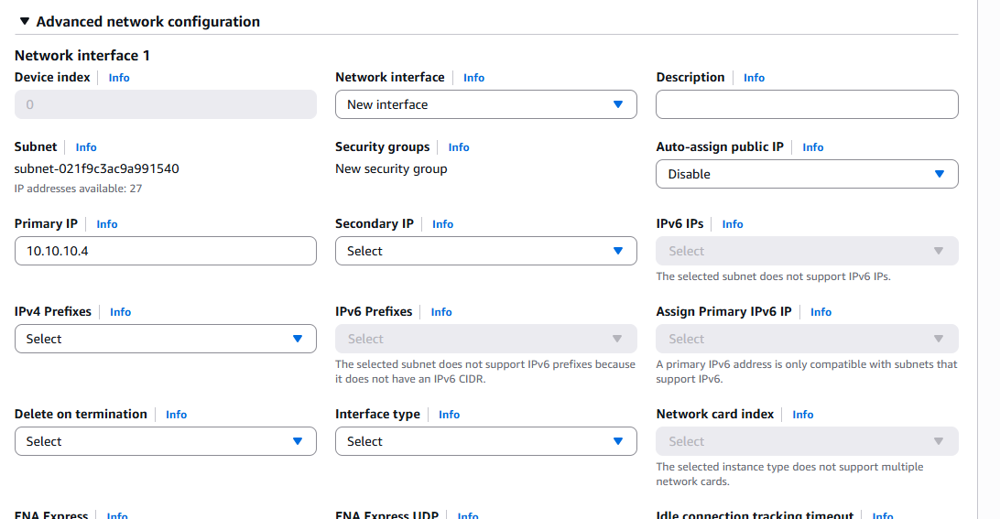 Advanced network configuration
Network interface 1
Device index Info Network interface Info Description Info
0 New interface
Subnet Info Security groups Info Auto-assign public IP Info
subnet-021f9c3ac9a991540 New security group Disable
IP addresses available: 27
Primary IP Info Secondary IP Info IPv6 IPs Info
10.10.10.4 Select Select
The selected subnet does not support IPv6 IPs.
IPv4 Prefixes Info IPv6 Prefixes Info Assign Primary IPv6 IP Info
Select Select Select
The selected subnet does not support IPv6 prefixes because A primary IPv6 address is only compatible with subnets that
it does not have an IPv6 CIDR. support IPv6.
Delete on termination Info Interface type Info Network card index Info
Select Select Select
The selected instance type does not support multiple
network cards.
ENA Express Info ENA Express UDP Info Idle connection tracking timeout Info